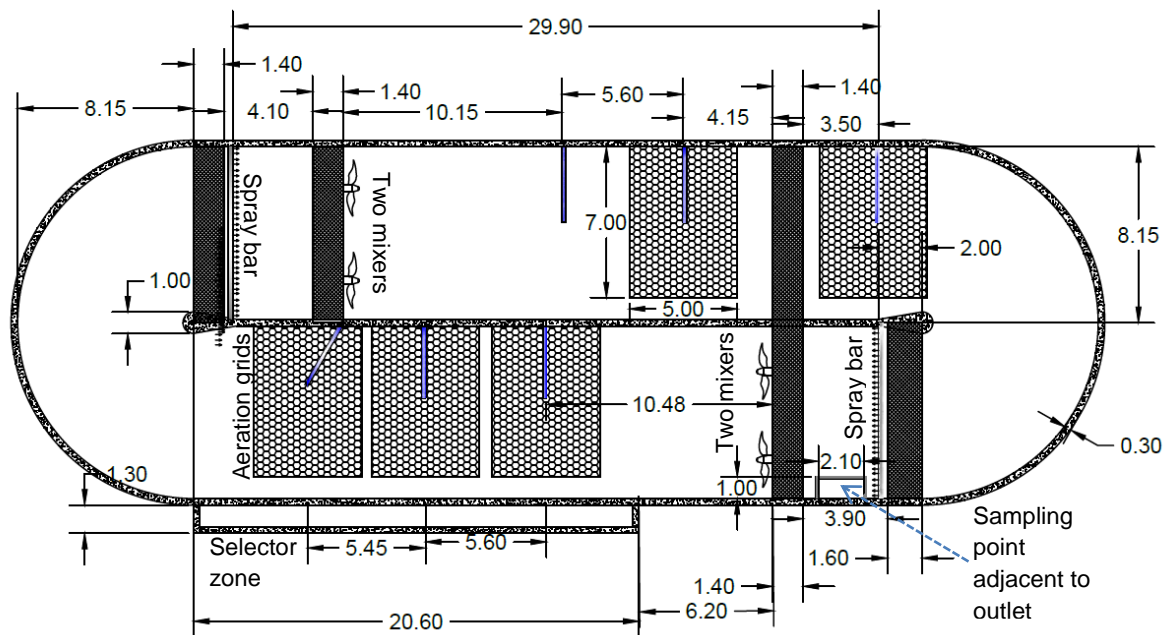 29.90
1.40
1.40
1.40
8.15
4.10
10.15
5.60
4.15
3.50
Spray bar
Two mixers
7.00
8.15
2.00
1.00
5.00
Aeration grids
Two mixers
Spray bar
10.48
0.30
2.10
1.30
1.00
Selector
zone
5.45
5.60
3.90
1.60
1.40
6.20
20.60
Sampling
point
adjacent to
outlet